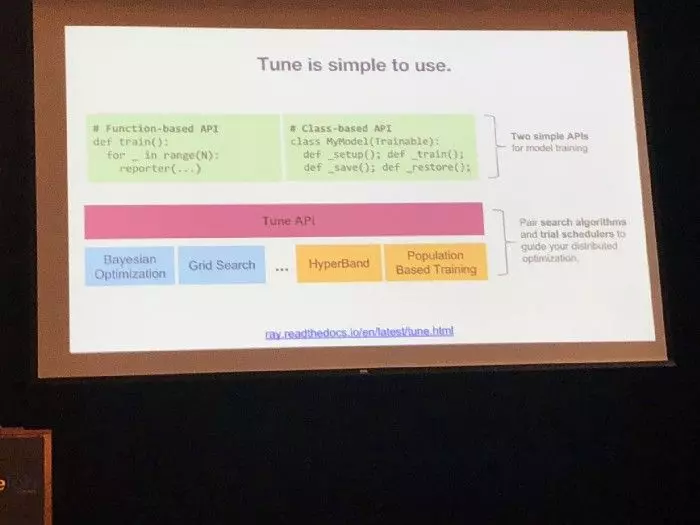 Tune is simple to use.
# Function-based API
def train():
for _ in range(N):
reporter(...)
# Class-based API
class MyModel(Trainable):
def _setup(); def _train();
def _save(); def _restore();
Two simple APIs
for model training
Tune API
Bayesian
Optimization
Grid Search
...
HyperBand
Population
Based Training
Pair search algorithms
and trial schedulers to
guide your distributed
optimization.
ray.readthedocs.io/en/latest/tune.html